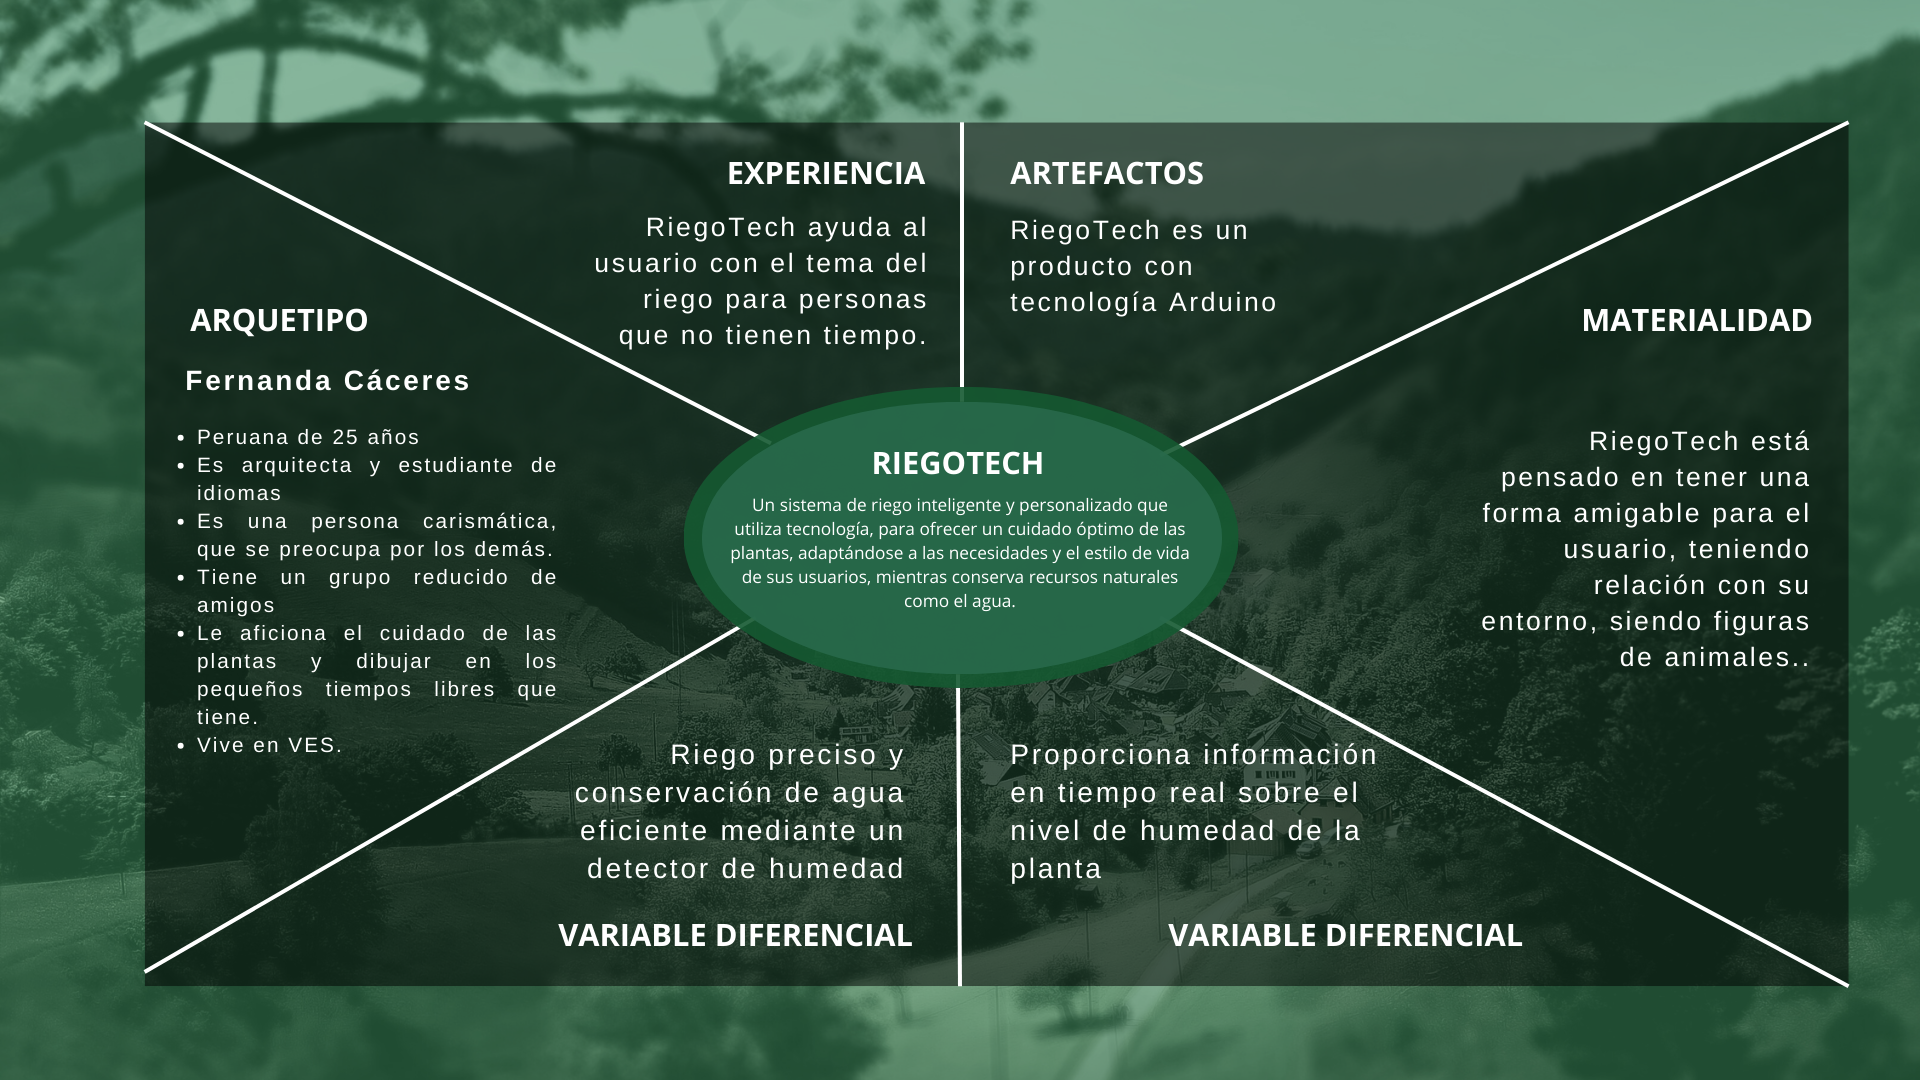 EXPERIENCIA
RiegoTech ayuda al
usuario con el tema del
riego para personas
que no tienen tiempo.
ARTEFACTOS
RiegoTech es un
producto con
tecnología Arduino
ARQUETIPO
Fernanda Cáceres
• Peruana de 25 años
• Es arquitecta y estudiante de
idiomas
• Es una persona carismática,
que se preocupa por los demás.
• Tiene un grupo reducido de
amigos
• Le aficiona el cuidado de las
plantas y dibujar en los
pequeños tiempos libres que
tiene.
• Vive en VES.
RIEGOTECH
Un sistema de riego inteligente y personalizado que
utiliza tecnología, para ofrecer un cuidado óptimo de las
plantas, adaptándose a las necesidades y el estilo de vida
de sus usuarios, mientras conserva recursos naturales
como el agua.
MATERIALIDAD
RiegoTech está
pensado en tener una
forma amigable para el
usuario, teniendo
relación con su
entorno, siendo figuras
de animales..
Riego preciso y
conservación de agua
eficiente mediante un
detector de humedad
VARIABLE DIFERENCIAL
Proporciona información
en tiempo real sobre el
nivel de humedad de la
planta
VARIABLE DIFERENCIAL